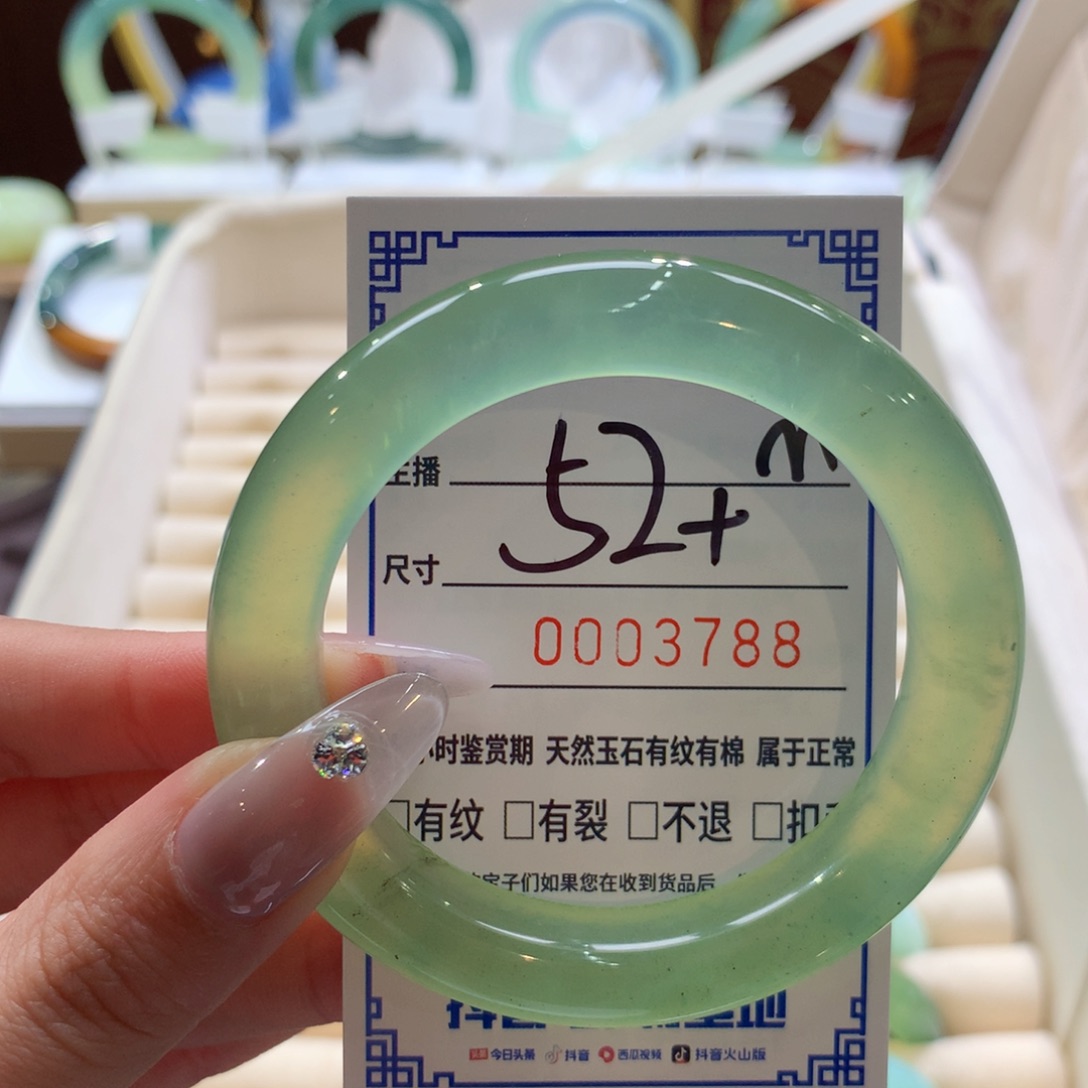 主播
52+
尺寸
0003788
时鉴赏期 天然玉石有纹有棉 属于正常
□有纹 □有裂 □不退 □扣
宝子们如果您在收到货品后
今日头条 抖音 西瓜视频 抖音火山版